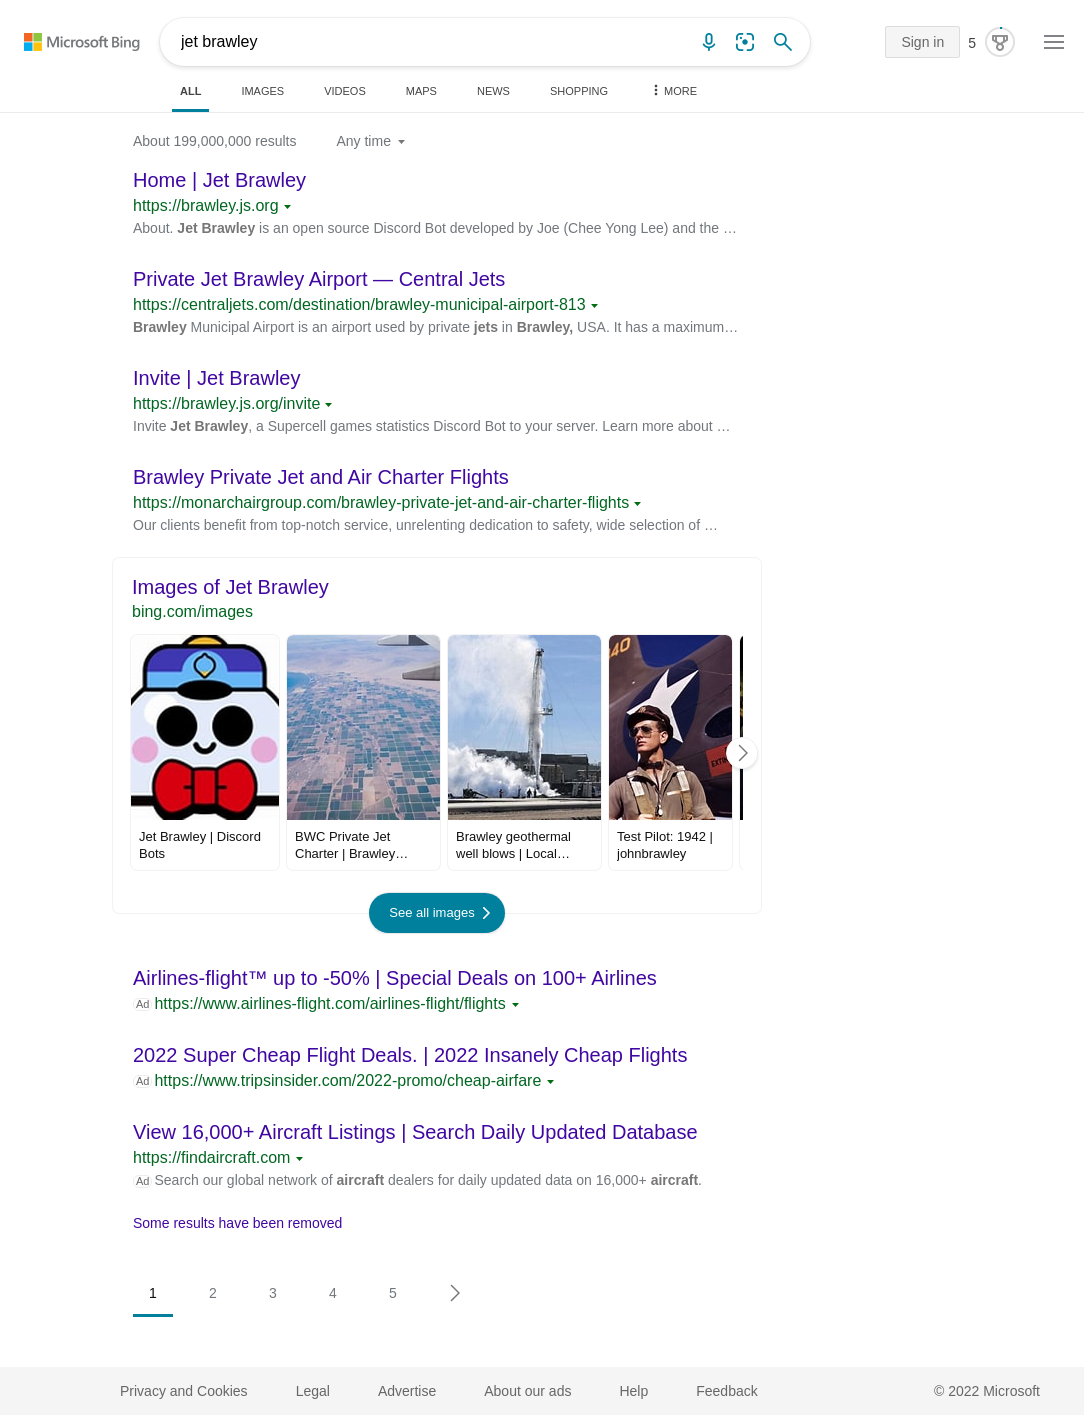 Microsoft Bing
jet brawley
Sign in
5
ALL
IMAGES
VIDEOS
MAPS
NEWS
SHOPPING
MORE
About 199,000,000 results
Any time
Home | Jet Brawley
https://brawley.js.org
About. Jet Brawley is an open source Discord Bot developed by Joe (Chee Yong Lee) and the …
Private Jet Brawley Airport — Central Jets
https://centraljets.com/destination/brawley-municipal-airport-813
Brawley Municipal Airport is an airport used by private jets in Brawley, USA. It has a maximum…
Invite | Jet Brawley
https://brawley.js.org/invite
Invite Jet Brawley, a Supercell games statistics Discord Bot to your server. Learn more about …
Brawley Private Jet and Air Charter Flights
https://monarchairgroup.com/brawley-private-jet-and-air-charter-flights
Our clients benefit from top-notch service, unrelenting dedication to safety, wide selection of …
Images of Jet Brawley
bing.com/images
40
EXTIN
Jet Brawley | Discord
Bots
BWC Private Jet
Charter | Brawley…
Brawley geothermal
well blows | Local…
Test Pilot: 1942 |
johnbrawley
See all images
Airlines-flight™ up to -50% | Special Deals on 100+ Airlines
Ad https://www.airlines-flight.com/airlines-flight/flights
2022 Super Cheap Flight Deals. | 2022 Insanely Cheap Flights
Ad https://www.tripsinsider.com/2022-promo/cheap-airfare
View 16,000+ Aircraft Listings | Search Daily Updated Database
https://findaircraft.com
Ad Search our global network of aircraft dealers for daily updated data on 16,000+ aircraft.
Some results have been removed
1
2
3
4
5
Privacy and Cookies
Legal
Advertise
About our ads
Help
Feedback
© 2022 Microsoft